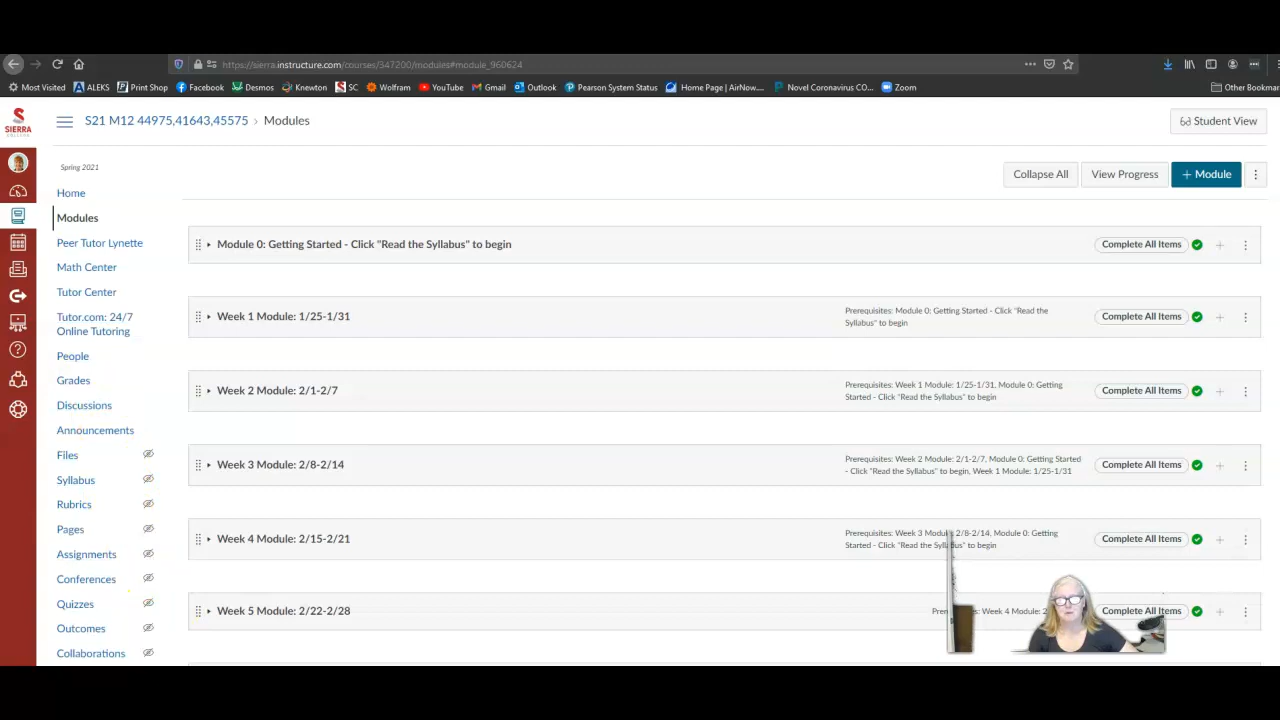 https://sierra.instructure.com/courses/347200/modules#module_960624
Most Visited ALEKS Print Shop Facebook Desmos Knewton SC Wolfram YouTube Gmail Outlook Pearson System Status Home Page | AirNow.... Novel Coronavirus CO... Zoom Other Bookmar
SIERRA
COLLEGE
S21 M12 44975,41643,45575 › Modules
Student View
Spring 2021
Collapse All View Progress + Module
Home
Modules
Peer Tutor Lynette
Math Center
Tutor Center
Tutor.com: 24/7
Online Tutoring
People
Grades
Discussions
Announcements
Files
Syllabus
Rubrics
Pages
Assignments
Conferences
Quizzes
Outcomes
Collaborations
Module 0: Getting Started - Click "Read the Syllabus" to begin
Complete All Items
Week 1 Module: 1/25-1/31
Prerequisites: Module 0: Getting Started - Click "Read the
Syllabus" to begin
Complete All Items
Week 2 Module: 2/1-2/7
Prerequisites: Week 1 Module: 1/25-1/31, Module 0: Getting
Started - Click "Read the Syllabus" to begin
Complete All Items
Week 3 Module: 2/8-2/14
Prerequisites: Week 2 Module: 2/1-2/7, Module 0: Getting Started
- Click "Read the Syllabus" to begin, Week 1 Module: 1/25-1/31
Complete All Items
Week 4 Module: 2/15-2/21
Prerequisites: Week 3 Module: 2/8-2/14, Module 0: Getting
Started - Click "Read the Syllabus" to begin
Complete All Items
Week 5 Module: 2/22-2/28
Week 4 Module:
Complete All Items